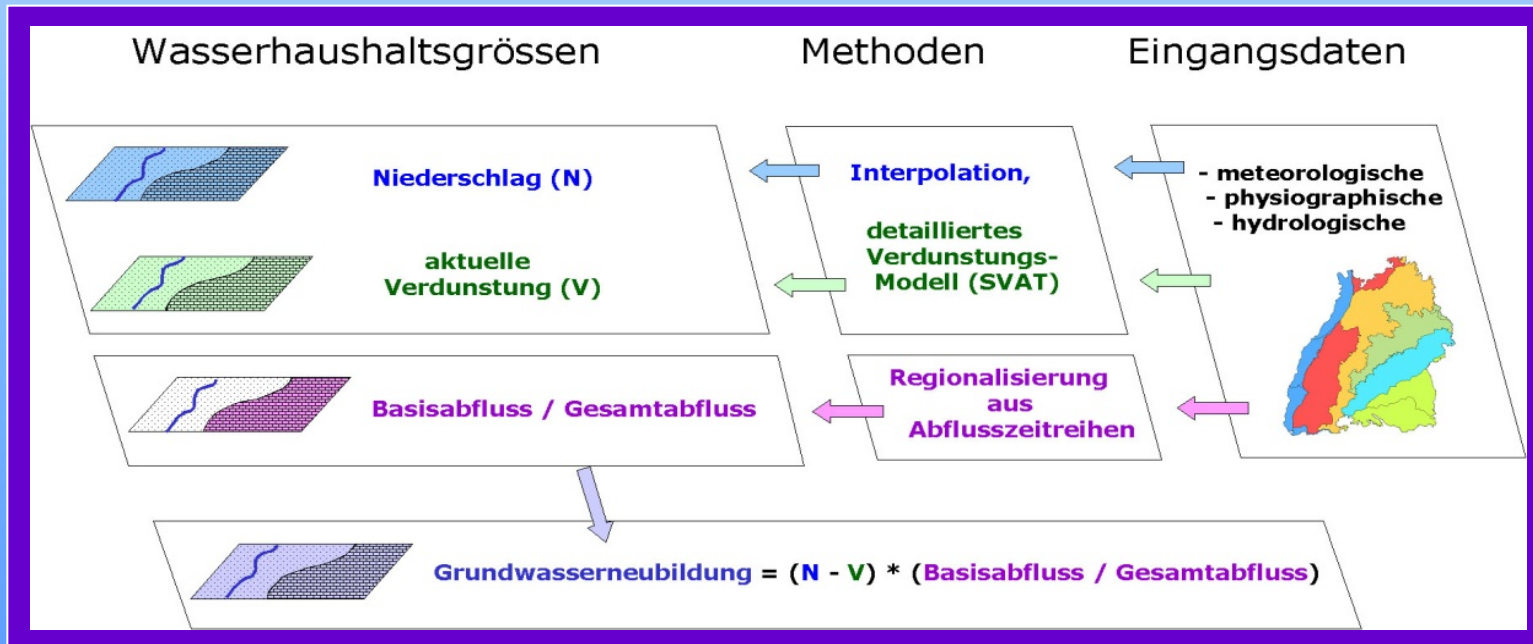 Wasserhaushaltsgrössen
Methoden
Eingangsdaten
Niederschlag (N)
Interpolation,
- meteorologische
- physiographische
- hydrologische
aktuelle
Verdunstung (V)
detailliertes
Verdunstungs-
Modell (SVAT)
Basisabfluss / Gesamtabfluss
Regionalisierung
aus
Abflusszeitreihen
Grundwasserneubildung = (N - V) * (Basisabfluss / Gesamtabfluss)